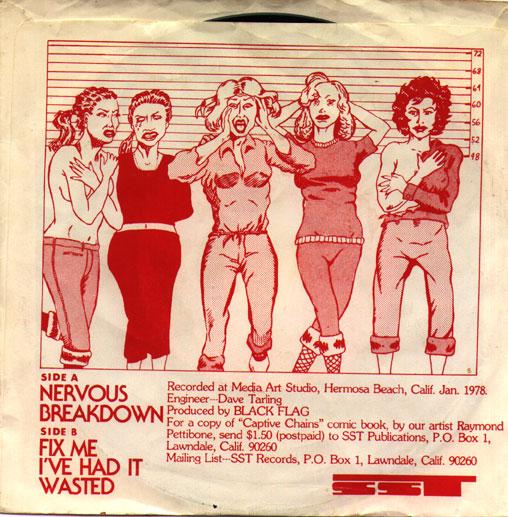 72
68
64
60
56
52
48
SIDE A
NERVOUS
BREAKDOWN
SIDE B
FIX ME
I'VE HAD IT
WASTED
Recorded at Media Art Studio, Hermosa Beach, Calif. Jan. 1978.
Engineer--Dave Tarling
Produced by BLACK FLAG
For a copy of "Captive Chains" comic book, by our artist Raymond
Pettibone, send $1.50 (postpaid) to SST Publications, P.O. Box 1,
Lawndale, Calif. 90260
Mailing List--SST Records, P.O. Box 1, Lawndale, Calif. 90260
SST